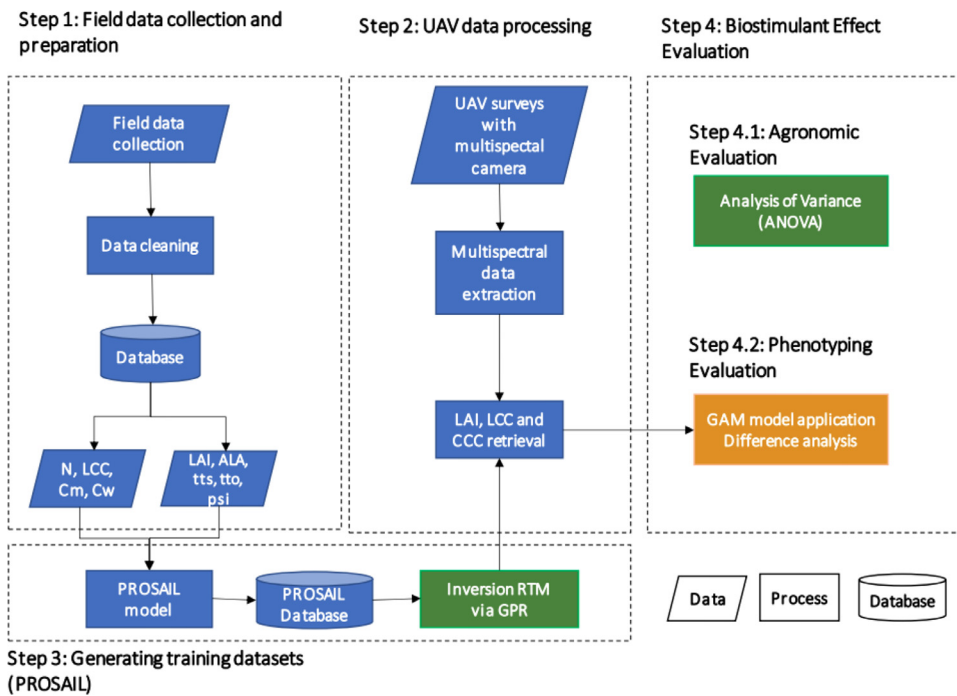 Step 1: Field data collection and
preparation
Field data
collection
Data cleaning
Database
N, LCC,
Cm, Cw
LAI, ALA,
tts, tto,
psi
Step 2: UAV data processing
UAV surveys
with
multispectal
camera
Multispectral
data
extraction
LAI, LCC and
CCC retrieval
Step 4: Biostimulant Effect
Evaluation
Step 4.1: Agronomic
Evaluation
Analysis of Variance
(ANOVA)
Step 4.2: Phenotyping
Evaluation
GAM model application
Difference analysis
PROSAIL
model
PROSAIL
Database
Inversion RTM
via GPR
Data
Process
Database
Step 3: Generating training datasets
(PROSAIL)